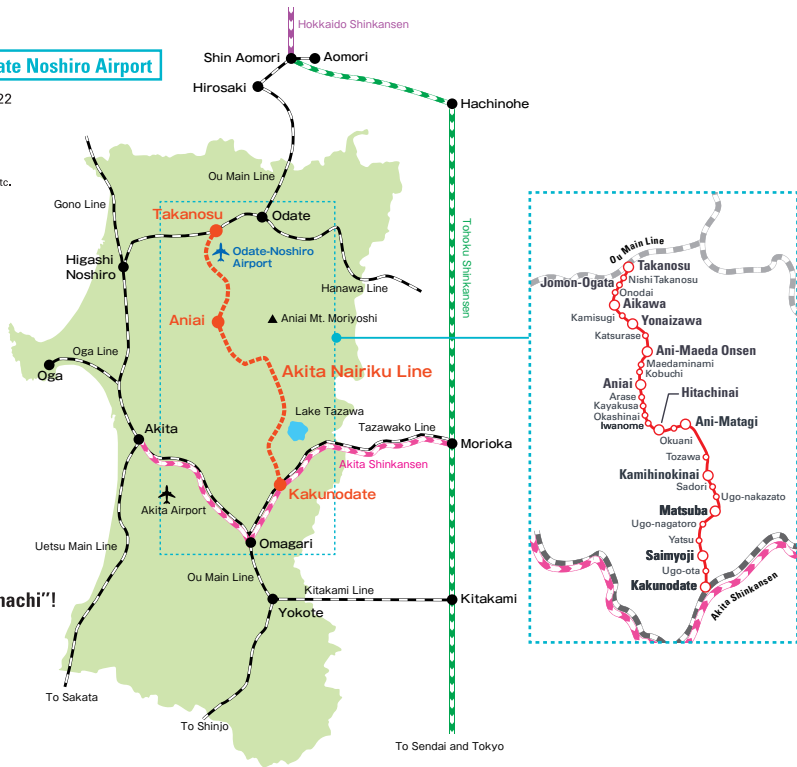 Hokkaido Shinkansen
Shin Aomori
Aomori
ate Noshiro Airport
Hirosaki
22
Hachinohe
tc.
Ou Main Line
Gono Line
Takanosu
Odate
Odate-Noshiro
Airport
Tohoku Shinkansen
Higashi
Noshiro
Hanawa Line
Aniai
Aniai Mt. Moriyoshi
Oga Line
Oga
Akita Nairiku Line
Lake Tazawa
Akita
Tazawako Line
Morioka
Akita Shinkansen
Kakunodate
Akita Airport
Uetsu Main Line
Omagari
Ou Main Line
Kitakami Line
nachi"!
Yokote
Kitakami
To Sakata
To Shinjo
To Sendai and Tokyo
Ou Main Line
Takanosu
Jomon-Ogata
NishiTakanosu
Onodai
Aikawa
Kamisugi
Yonaizawa
Katsurase
Ani-Maeda Onsen
Maedaminami
Kobuchi
Aniai
Hitachinai
Arase
Kayakusa
Okashinai
Iwanome
Ani-Matagi
Okuani
Tozawa
Kamihinokinai
Sadori
Ugo-nakazato
Matsuba
Ugo-nagatoro
Yatsu
Saimyoji
Ugo-ota
Kakunodate
Akita Shinkansen